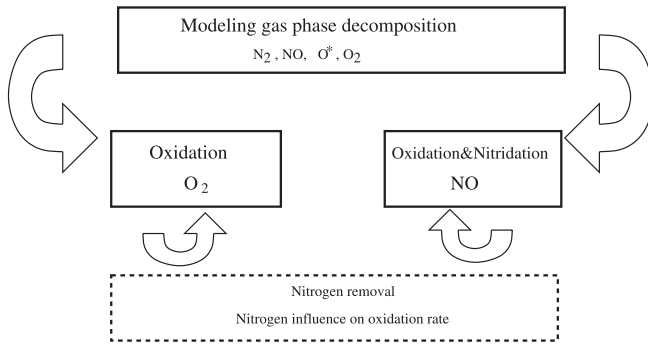 Modeling gas phase decomposition
N2 , NO, O* , O2
Oxidation
O2
Oxidation&Nitridation
NO
Nitrogen removal
Nitrogen influence on oxidation rate